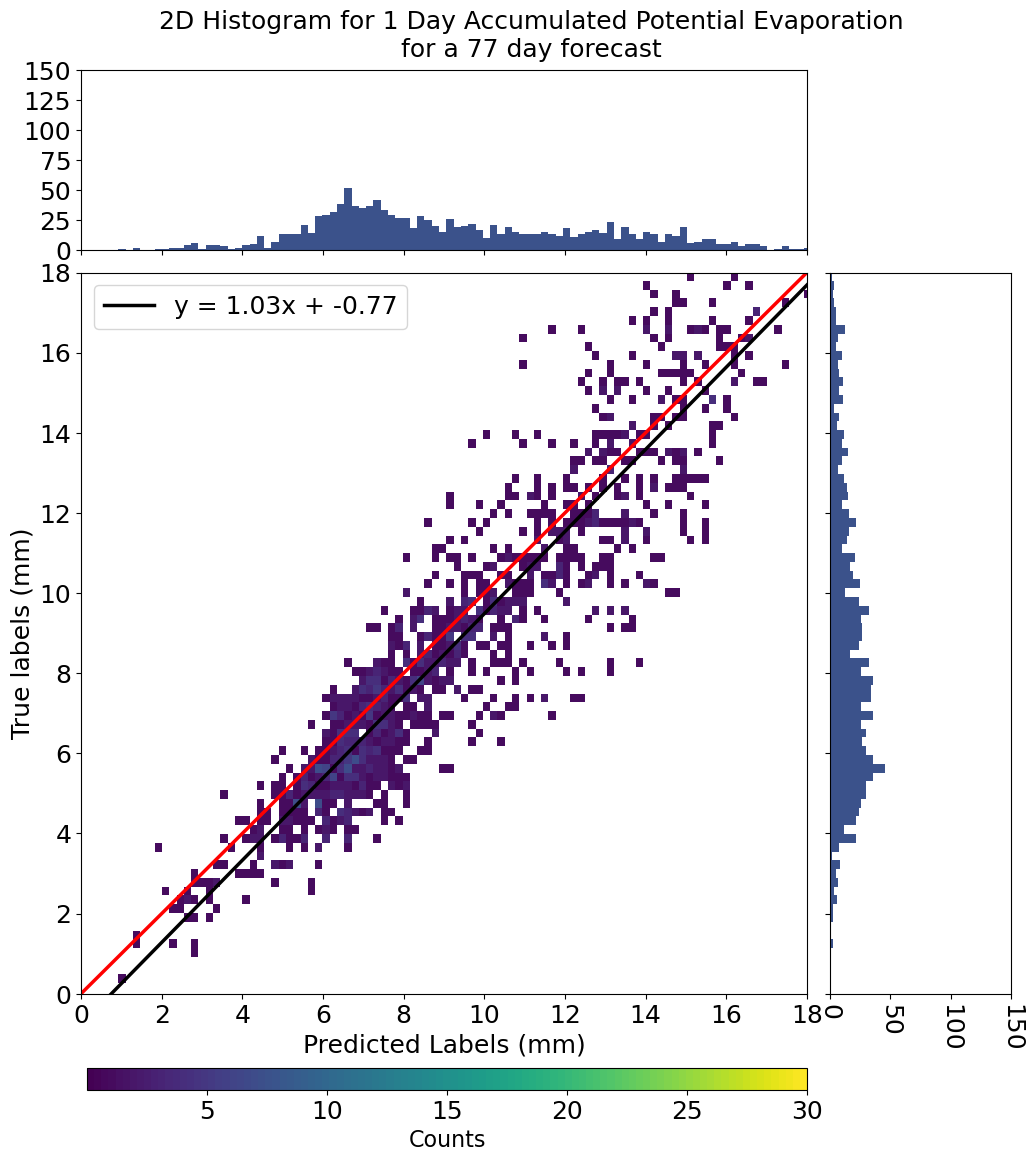 2D Histogram for 1 Day Accumulated Potential Evaporation
for a 77 day forecast
150
125
100
75
50
25
0
18
16
14
12
10
8
6
4
2
0
True labels (mm)
y = 1.03x + -0.77
0 2 4 6 8 10 12 14 16 18
Predicted Labels (mm)
0 50 100 150
5 10 15 20 25 30
Counts